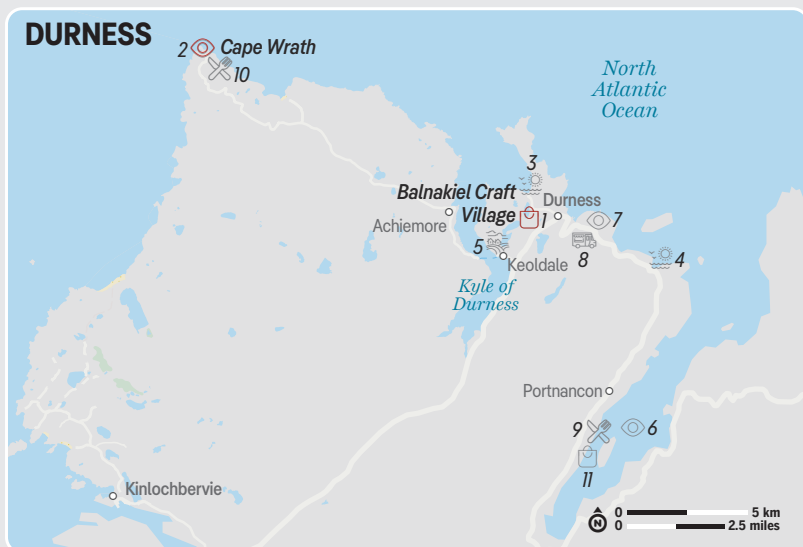 DURNESS
2 Cape Wrath
10
North
Atlantic
Ocean
3
Balnakiel Craft
Village 1
Durness
7
Achiemore
5
Keoldale
8
4
Kyle of
Durness
Portnancon
9
6
11
Kinlochbervie
N
0 5 km
0 2.5 miles